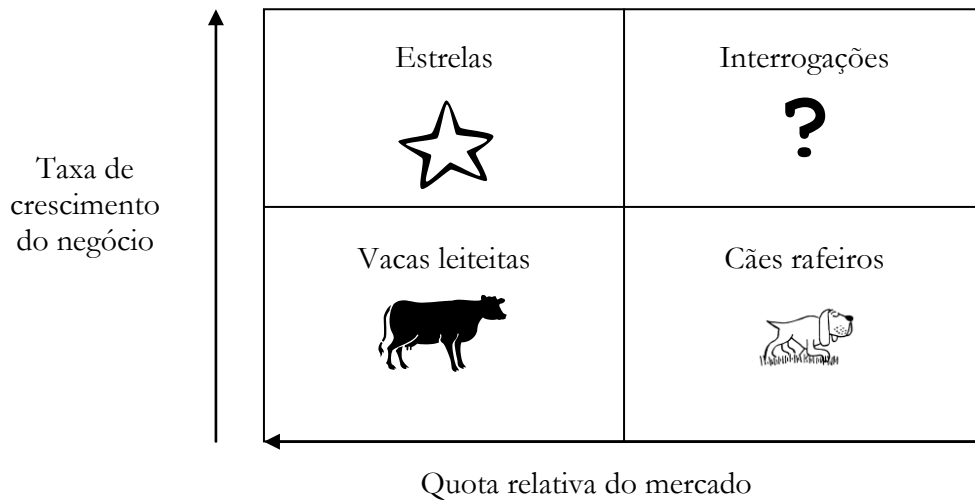 Estrelas
Interrogações
?
Taxa de
crescimento
do negócio
Vacas leiteitas
Cães rafeiros
Quota relativa do mercado